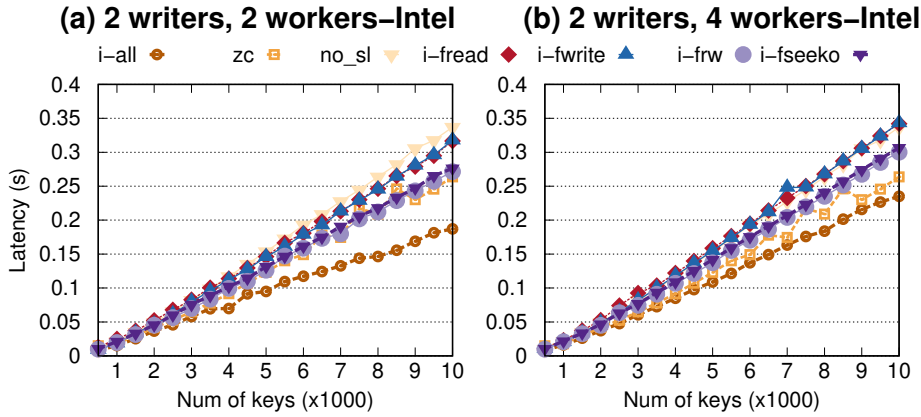 (a) 2 writers, 2 workers–Intel (b) 2 writers, 4 workers–Intel
i−all zc no_sl i−fread i−fwrite i−frw i−fseeko
0.4 0.4
0.35 0.35
0.3 0.3
0.25 0.25
0.2 0.2
0.15 0.15
0.1 0.1
0.05 0.05
0 0
Latency (s)
1 2 3 4 5 6 7 8 9 10 1 2 3 4 5 6 7 8 9 10
Num of keys (x1000) Num of keys (x1000)